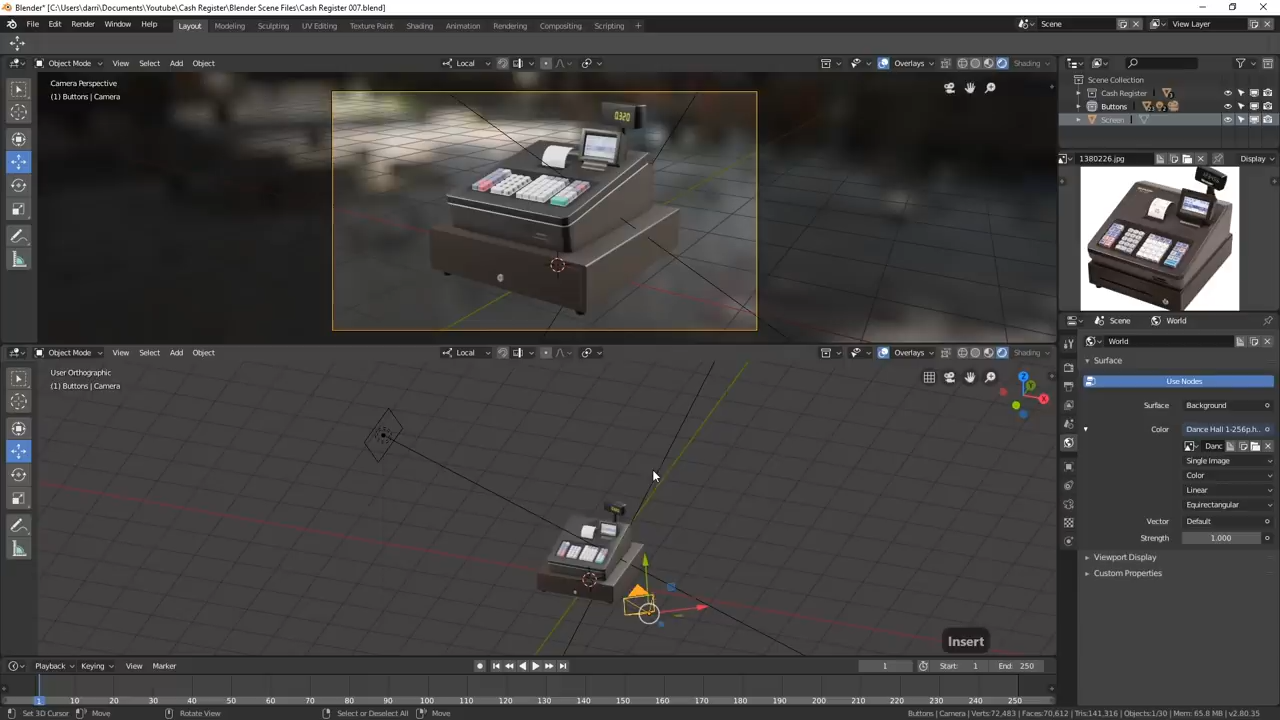 Blender* [C:\Users\darri\Documents\Youtube\Cash Register\Blender Scene Files\Cash Register 007.blend]
File Edit Render Window Help Layout Modeling Sculpting UV Editing Texture Paint Shading Animation Rendering Compositing Scripting + Scene View Layer
Object Mode View Select Add Object Local Overlays Shading
Camera Perspective
(1) Buttons | Camera
0320
Scene Collection
Cash Register
Buttons
Screen
1380226.jpg Display
Scene World
World
Surface
Use Nodes
Surface Background
Color Dance Hall 1-256p.h..
Danc
Single Image
Color
Linear
Equirectangular
Vector Default
Strength 1.000
Viewport Display
Custom Properties
Object Mode View Select Add Object Local Overlays Shading
User Orthographic
(1) Buttons | Camera
Insert
Playback Keying View Marker 1 Start: 1 End: 250
1 10 20 30 40 50 60 70 80 90 100 110 120 130 140 150 160 170 180 190 200 210 220 230 240 250
Set 3D Cursor Move Rotate View Select or Deselect All Move Buttons | Camera | Verts:72,483 | Faces:70,612 | Tris:141,316 | Objects:1/30 | Mem: 65.8 MB | v2.80.35